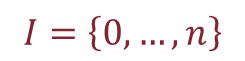 I = {0, …, n}